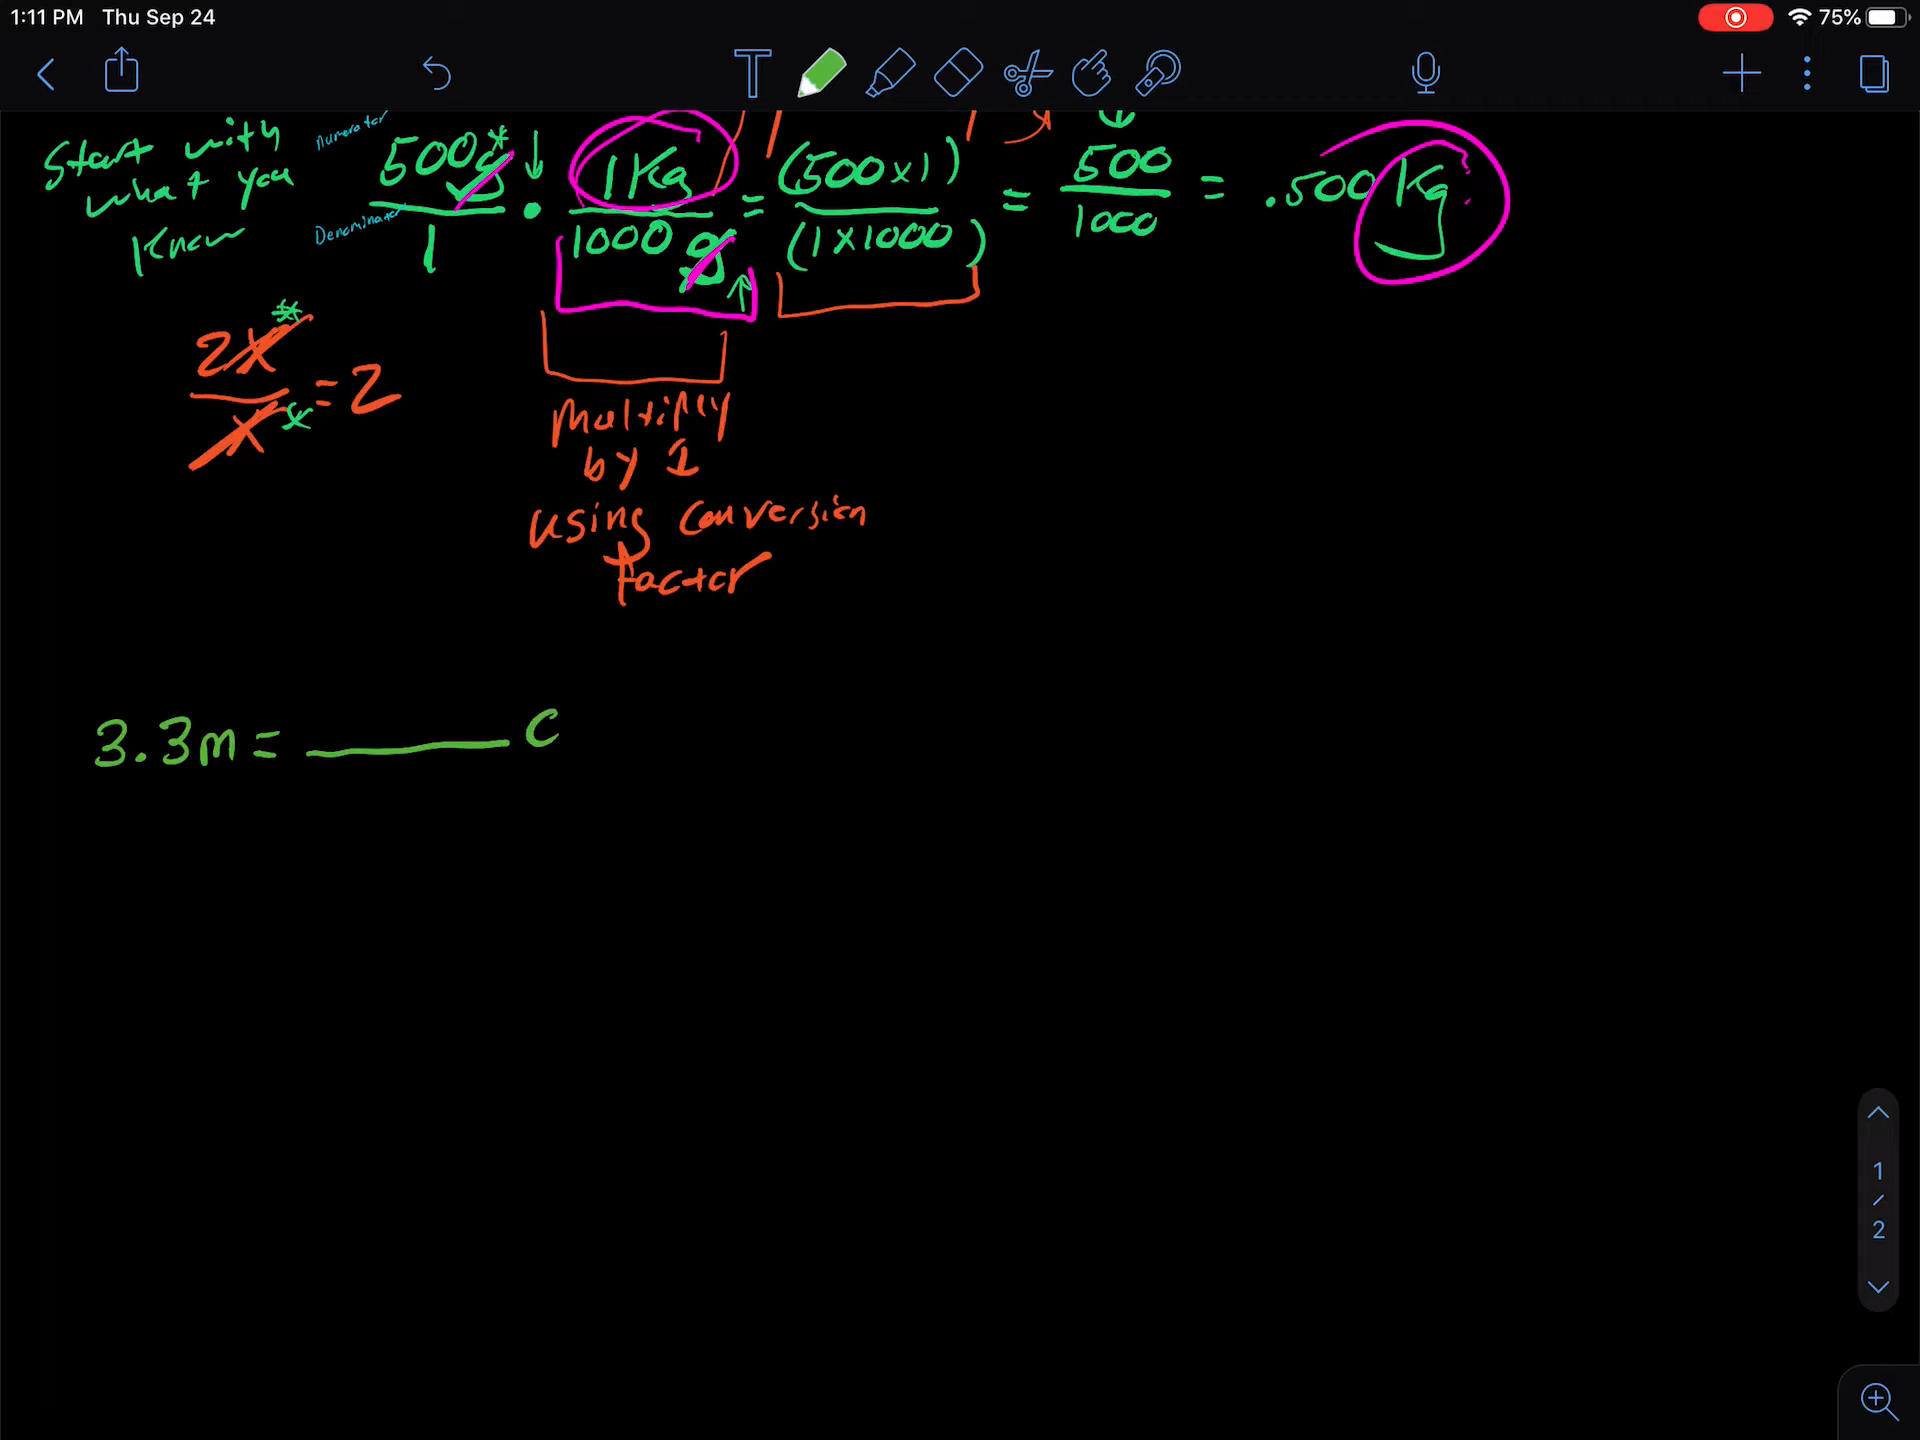 1:11 PM Thu Sep 24
75%
T
Start with
what you
Know
Numerator
Denominator
500g* ↓ 1Kg (500x1) 500
——— • ——— = ——— = ——— = .500 Kg
1 1000 g ↑ (1x1000) 1000
2x*
— = 2
x*
Multiply
by 1
using Conversion
factor
3.3m = ________ c
1
/
2